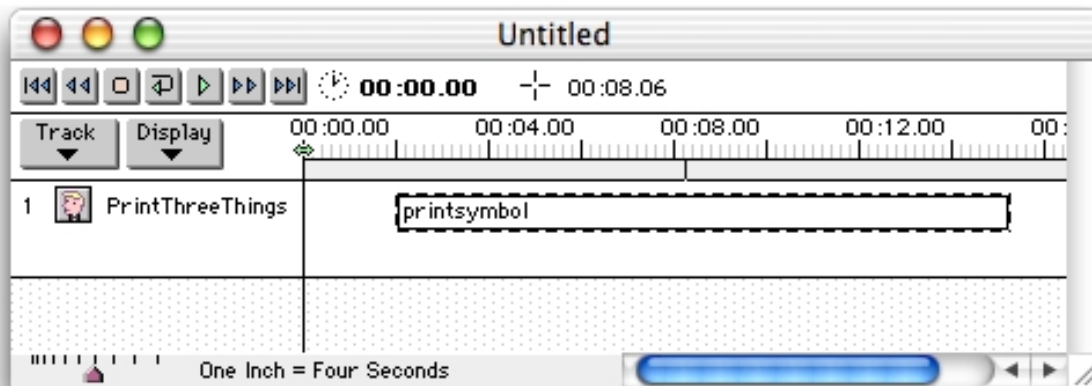 Untitled
00:00.00 00:08.06
Track Display 00:00.00 00:04.00 00:08.00 00:12.00 00:
1 PrintThreeThings printsymbol
One Inch = Four Seconds